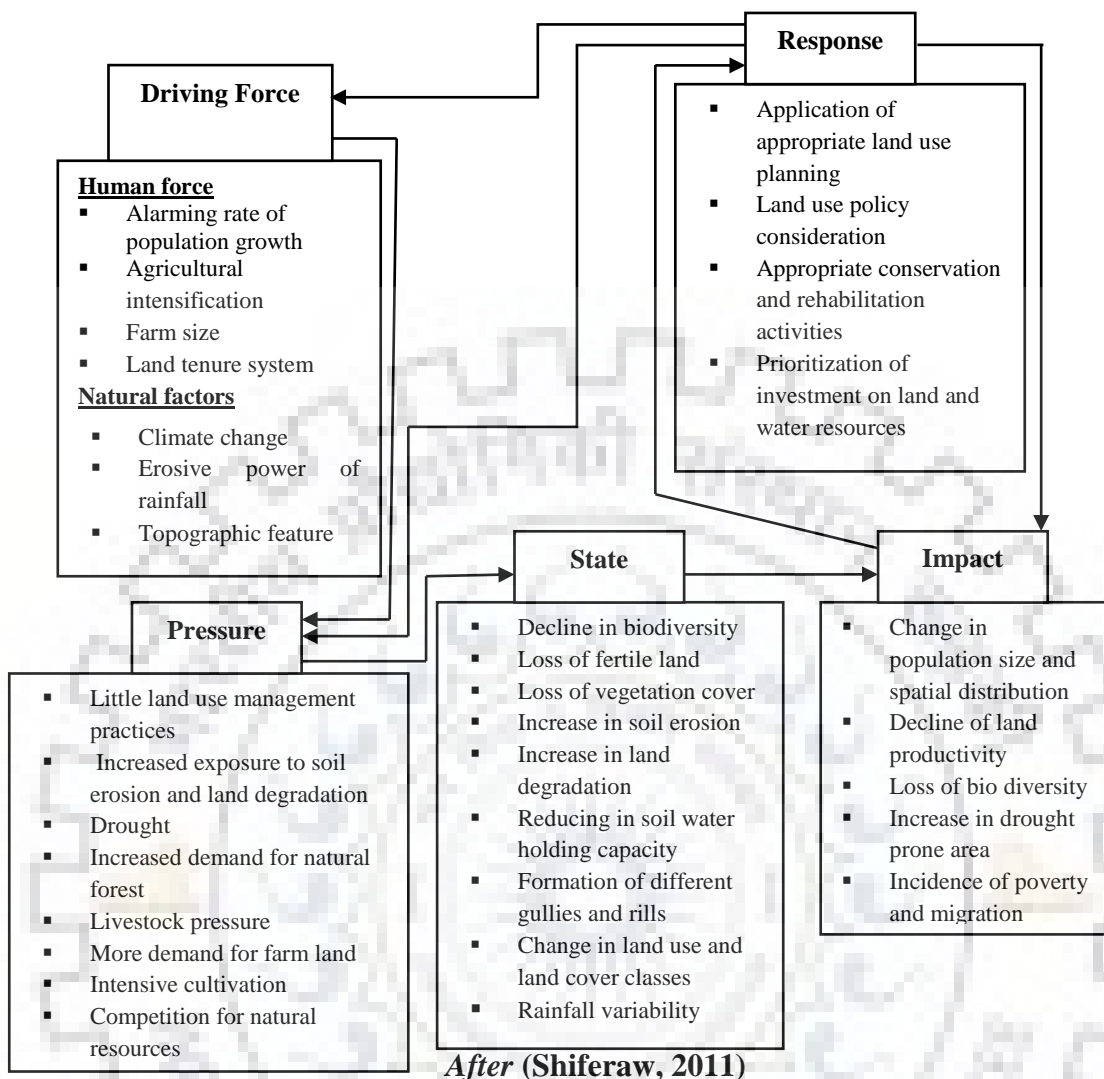 Response
Driving Force
▪ Application of
appropriate land use
planning
▪ Land use policy
consideration
▪ Appropriate conservation
and rehabilitation
activities
▪ Prioritization of
investment on land and
water resources
Human force
▪ Alarming rate of
population growth
▪ Agricultural
intensification
▪ Farm size
▪ Land tenure system
Natural factors
▪ Climate change
▪ Erosive power of
rainfall
▪ Topographic feature
Pressure
▪ Little land use management
practices
▪ Increased exposure to soil
erosion and land degradation
▪ Drought
▪ Increased demand for natural
forest
▪ Livestock pressure
▪ More demand for farm land
▪ Intensive cultivation
▪ Competition for natural
resources
State
▪ Decline in biodiversity
▪ Loss of fertile land
▪ Loss of vegetation cover
▪ Increase in soil erosion
▪ Increase in land
degradation
▪ Reducing in soil water
holding capacity
▪ Formation of different
gullies and rills
▪ Change in land use and
land cover classes
▪ Rainfall variability
Impact
▪ Change in
population size and
spatial distribution
▪ Decline of land
productivity
▪ Loss of bio diversity
▪ Increase in drought
prone area
▪ Incidence of poverty
and migration
After (Shiferaw, 2011)